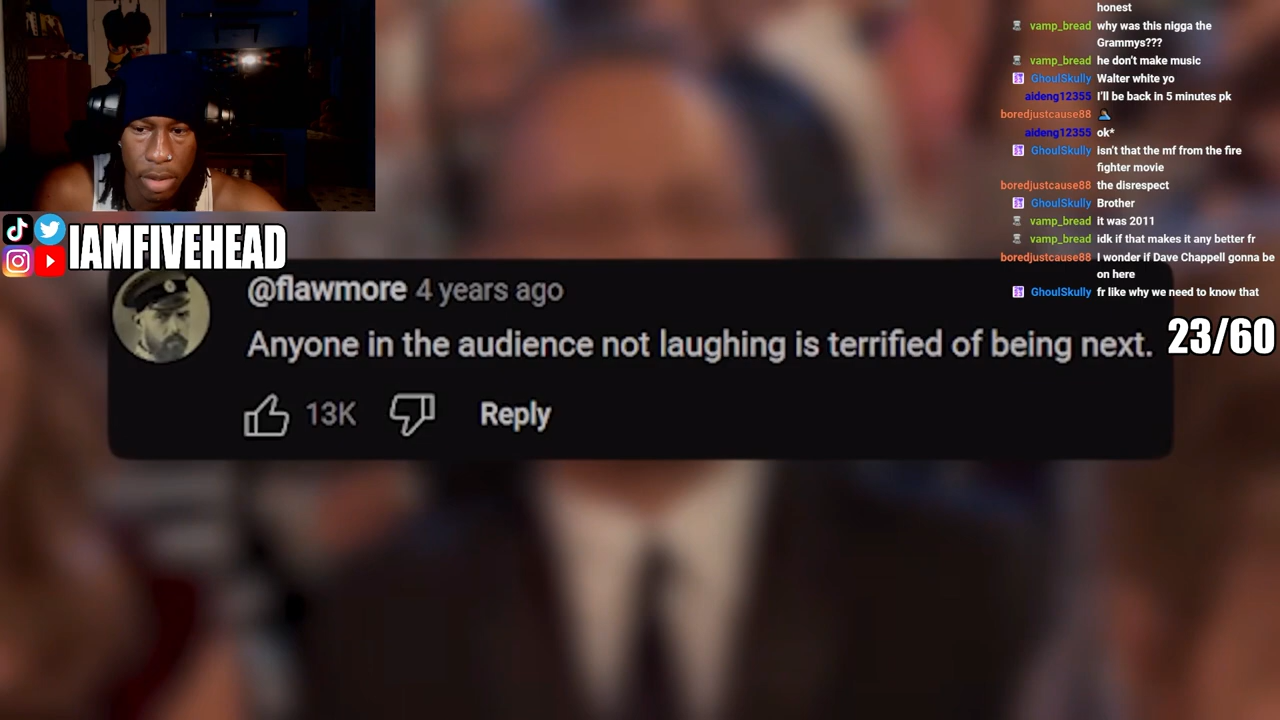 honest
vamp_bread why was this nigga the
Grammys???
vamp_bread he don't make music
GhoulSkully Walter white yo
aideng12355 I'll be back in 5 minutes pk
boredjustcause88
aideng12355 ok*
GhoulSkully isn't that the mf from the fire
fighter movie
boredjustcause88 the disrespect
GhoulSkully Brother
vamp_bread it was 2011
vamp_bread idk if that makes it any better fr
boredjustcause88 I wonder if Dave Chappell gonna be
on here
GhoulSkully fr like why we need to know that
IAMFIVEHEAD
@flawmore 4 years ago
Anyone in the audience not laughing is terrified of being next.
23/60
13K Reply